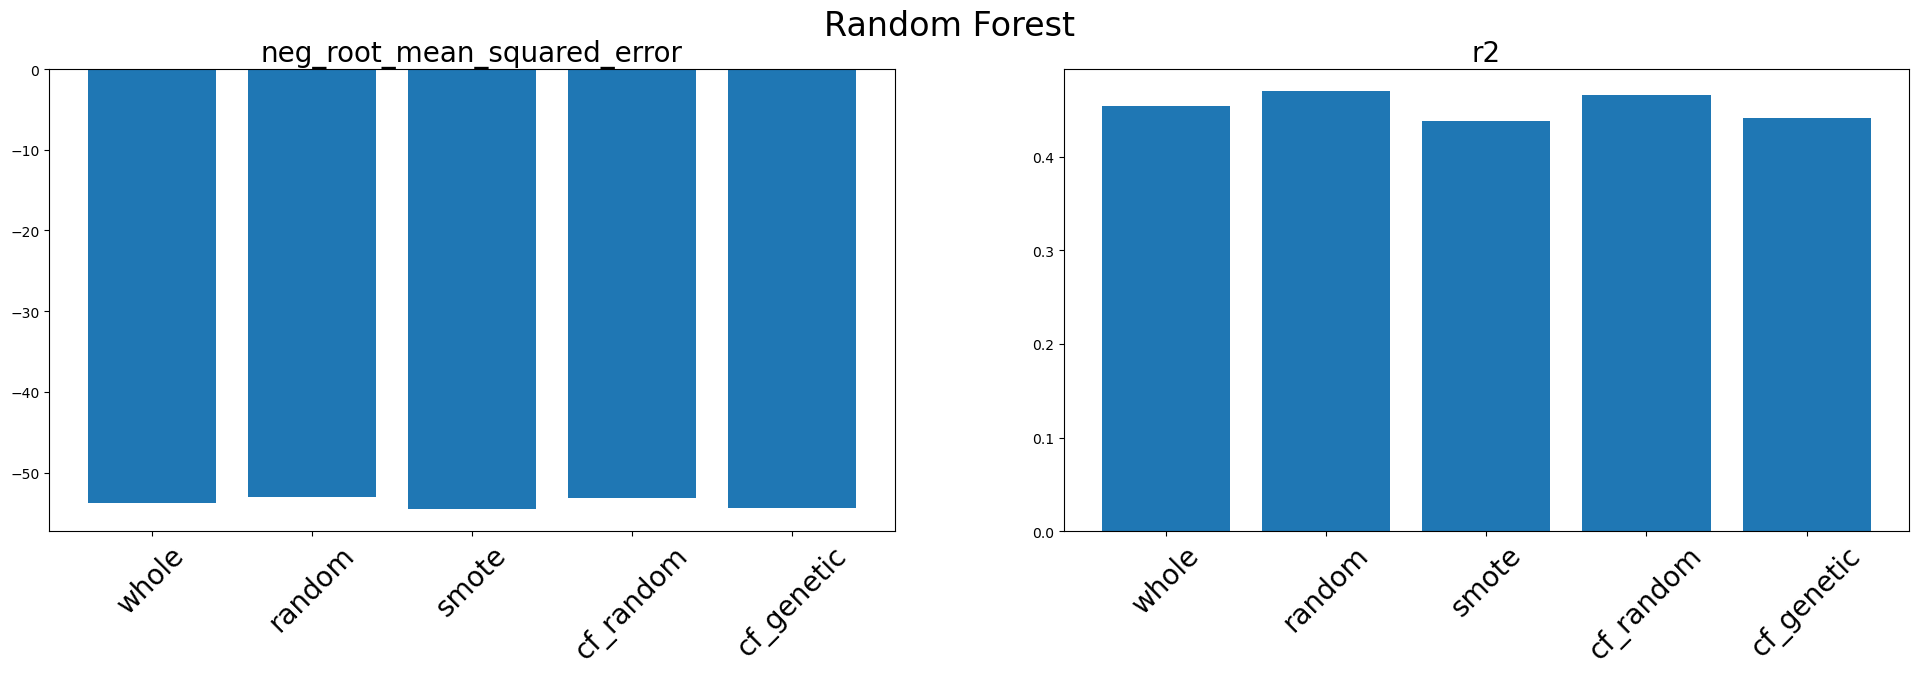 Random Forest
neg_root_mean_squared_error
0
−10
−20
−30
−40
−50
whole
random
smote
cf_random
cf_genetic
r2
0.4
0.3
0.2
0.1
0.0
whole
random
smote
cf_random
cf_genetic